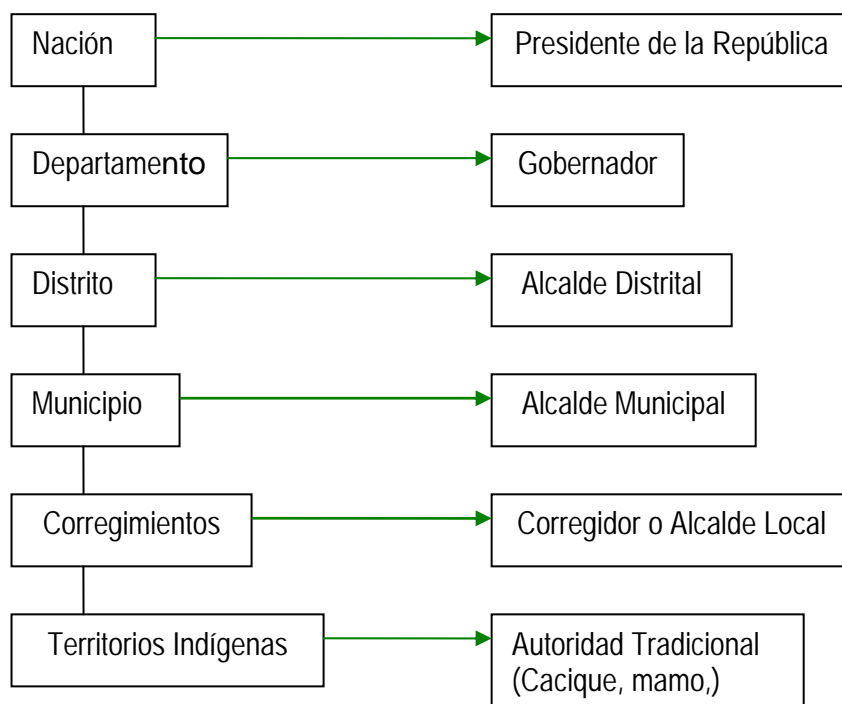 Nación
Presidente de la República
Departamento
Gobernador
Distrito
Alcalde Distrital
Municipio
Alcalde Municipal
Corregimientos
Corregidor o Alcalde Local
Territorios Indígenas
Autoridad Tradicional
(Cacique, mamo,)